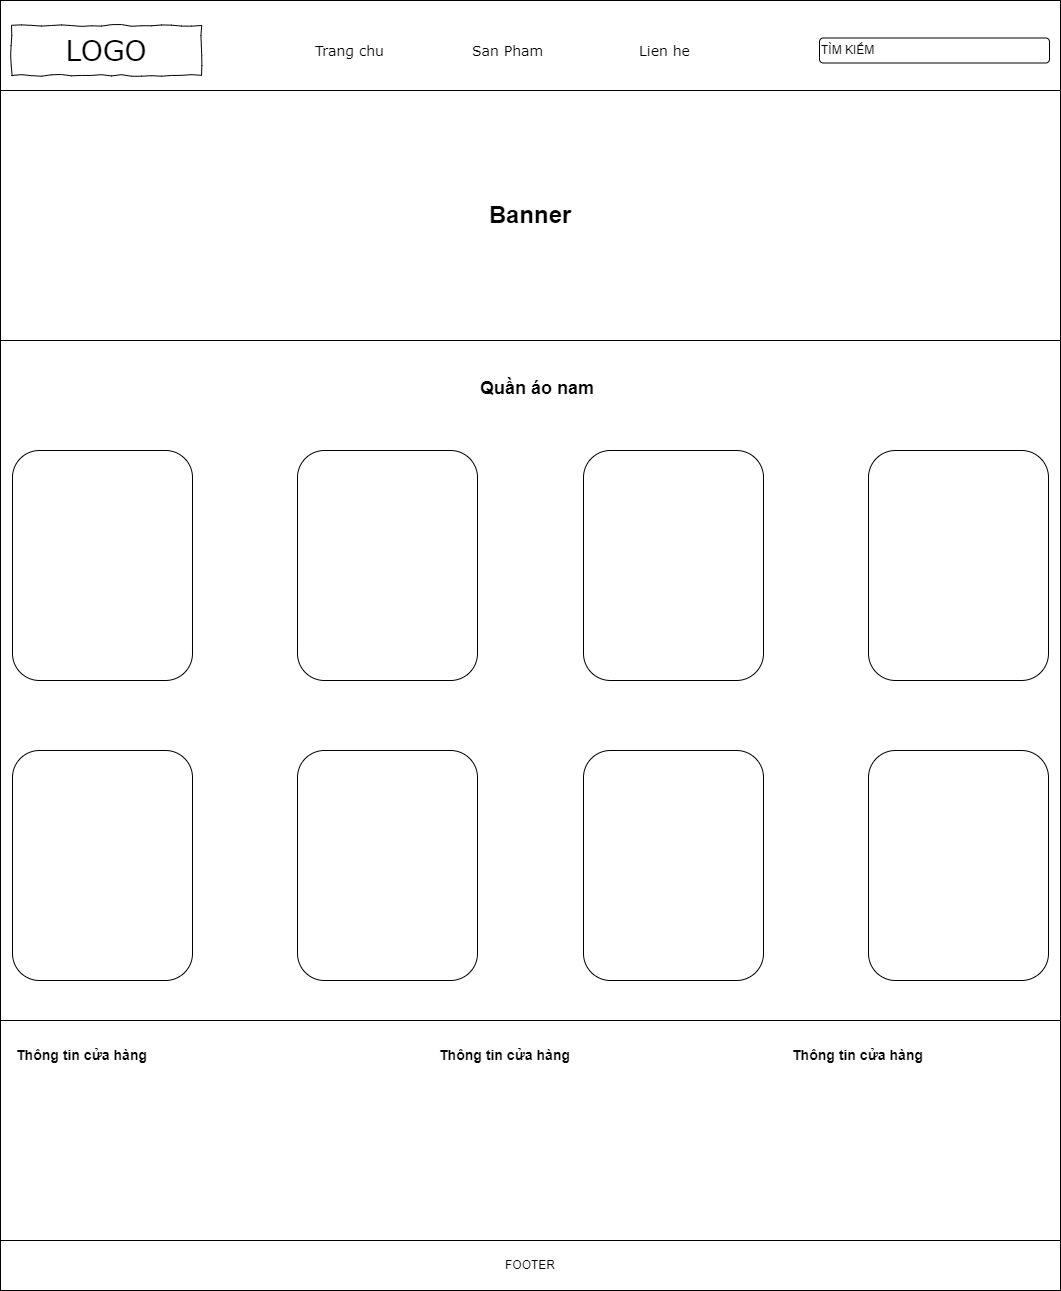 LOGO
Trang chu
San Pham
Lien he
TÌM KIẾM
Banner
Quần áo nam
Thông tin cửa hàng
Thông tin cửa hàng
Thông tin cửa hàng
FOOTER